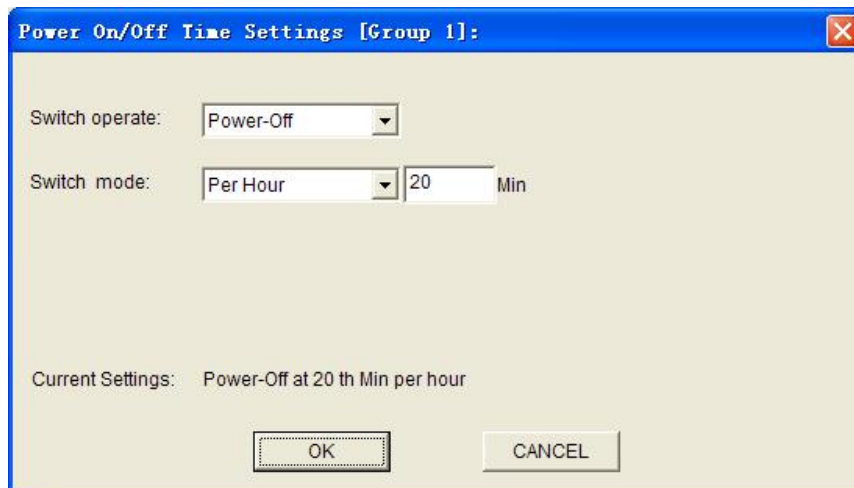 Power On/Off Time Settings [Group 1]:
Switch operate: Power-Off
Switch mode: Per Hour 20 Min
Current Settings: Power-Off at 20 th Min per hour
OK CANCEL